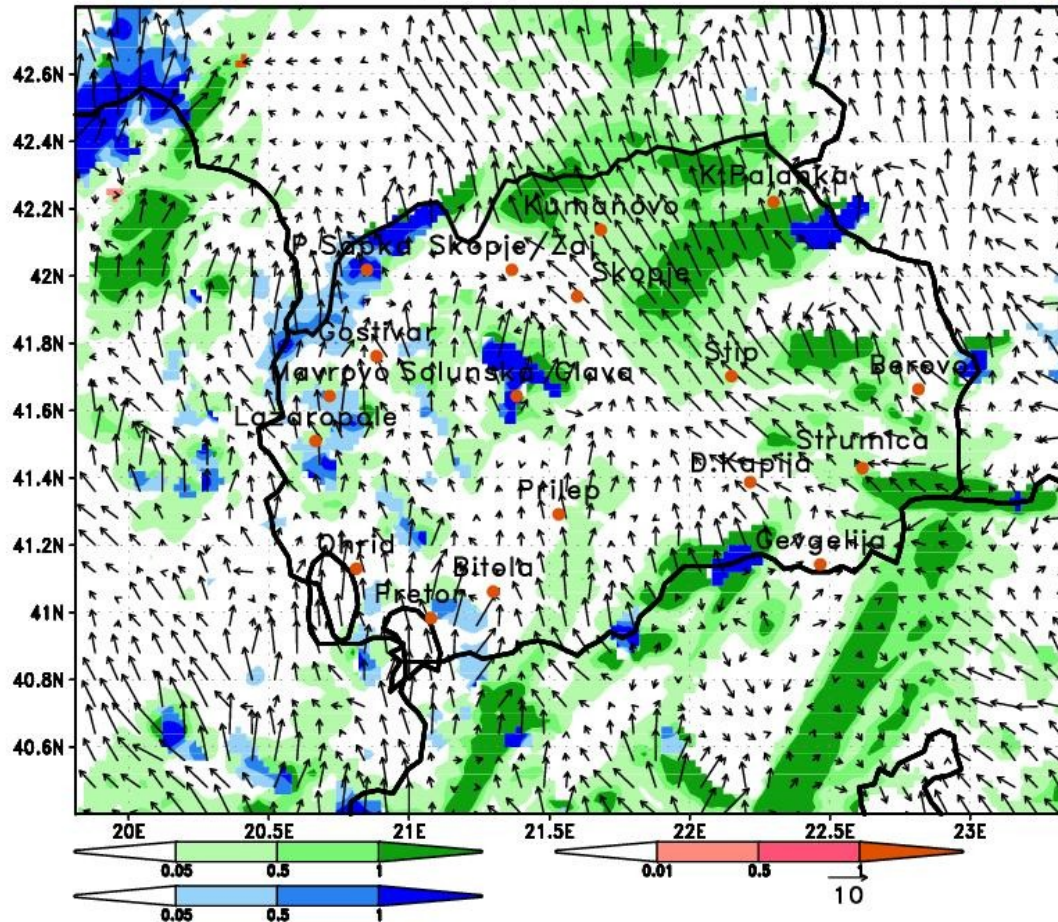 42.6N
42.4N
K.Palanka
42.2N
Kumanovo
P.Sapka Skopje/Zaj
42N
Skopje
41.8N
Gostivar
Stip
Mavrovo Solunska Glava
Berovo
41.6N
Lazaropole
Strumica
D.Kapija
41.4N
Prilep
41.2N
Ohrid
Gevgelija
Bitola
Pretor
41N
40.8N
40.6N
20E 20.5E 21E 21.5E 22E 22.5E 23E
0.05 0.5 1
0.01 0.5 1
10
0.05 0.5 1